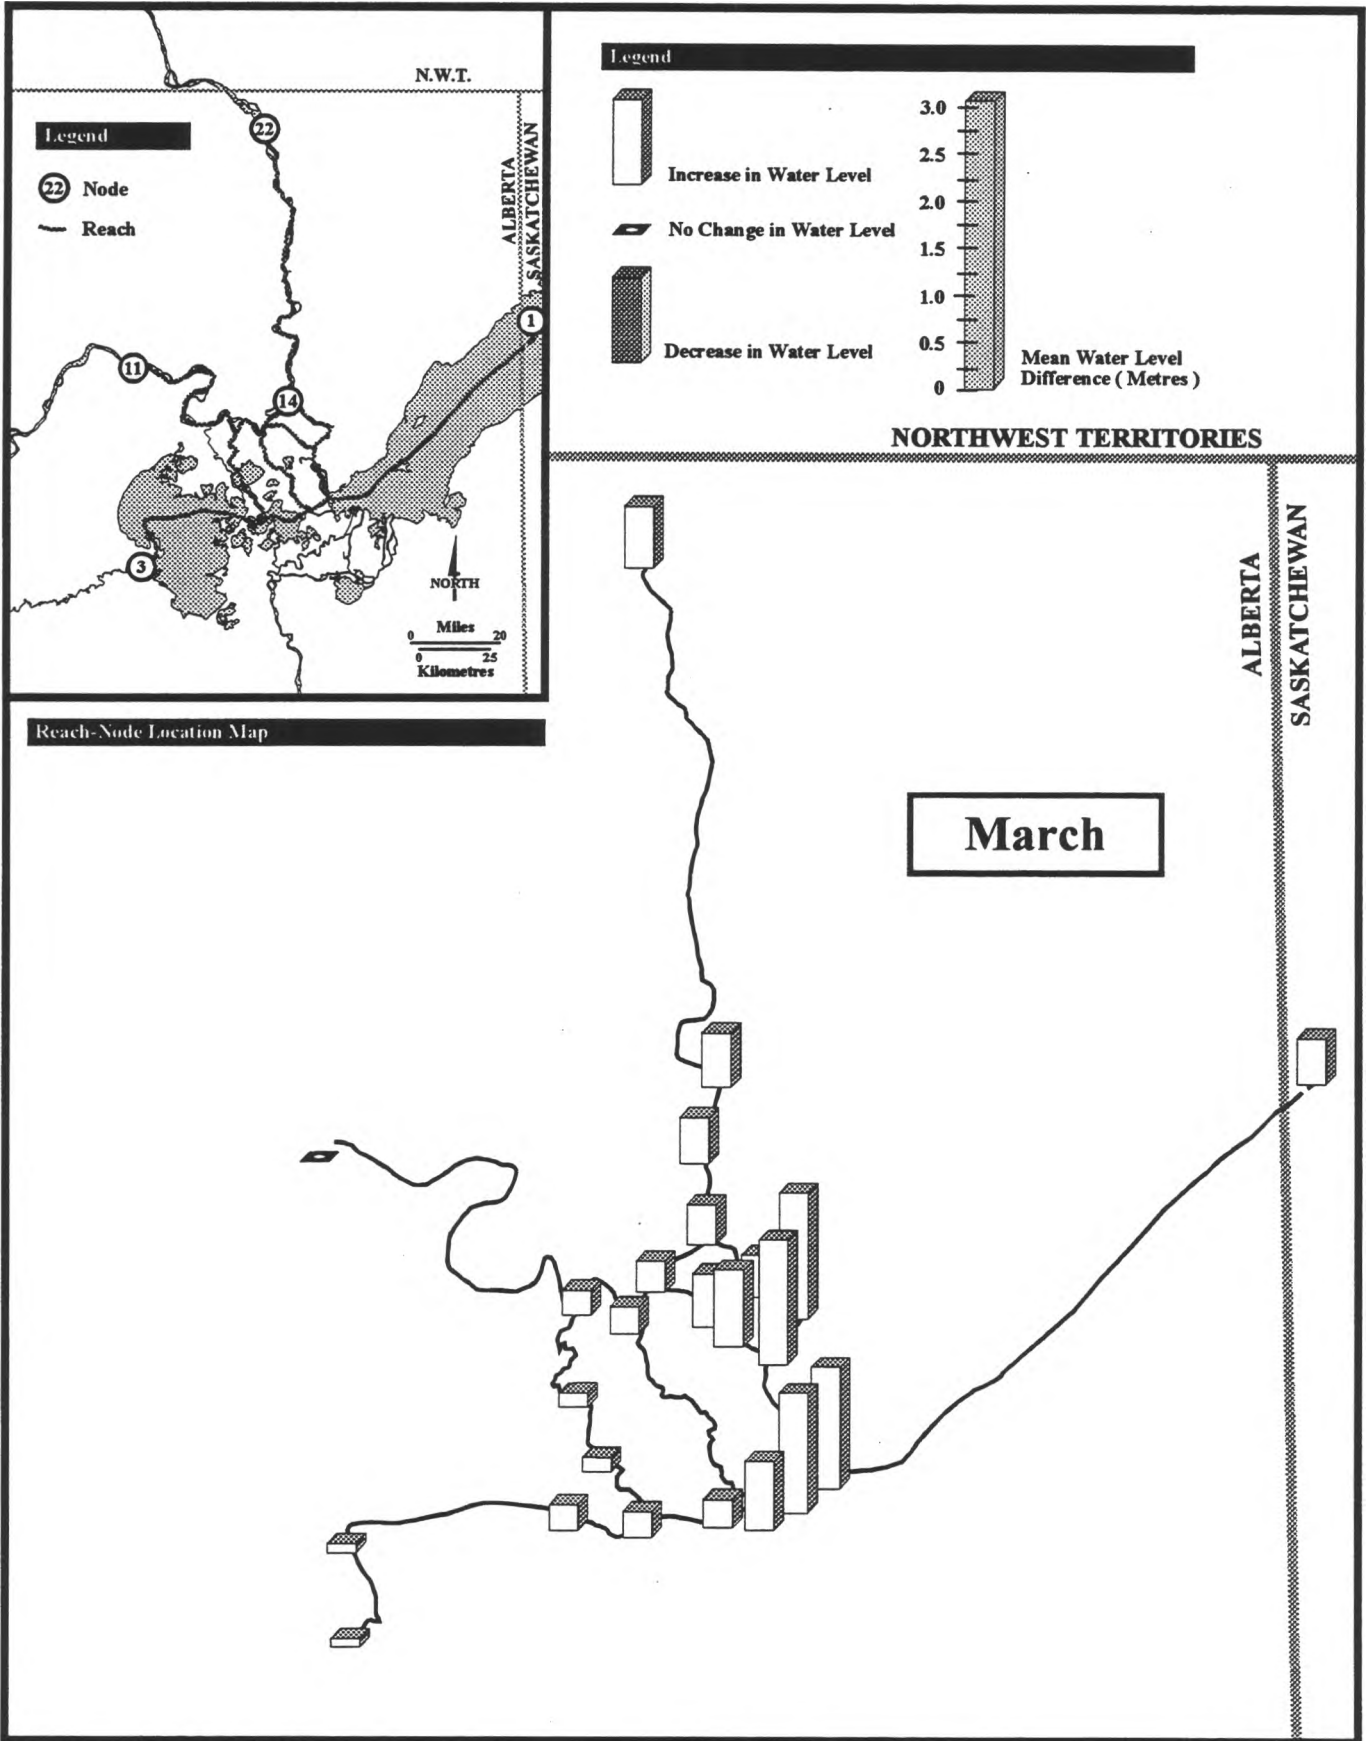 N.W.T.
Legend
22 Node
Reach
22
ALBERTA
SASKATCHEWAN
1
11
14
3
NORTH
Miles
0 20
0 25
Kilometres
Reach-Node Location Map
Legend
Increase in Water Level
No Change in Water Level
Decrease in Water Level
3.0
2.5
2.0
1.5
1.0
0.5
0
Mean Water Level
Difference ( Metres )
NORTHWEST TERRITORIES
ALBERTA
SASKATCHEWAN
March